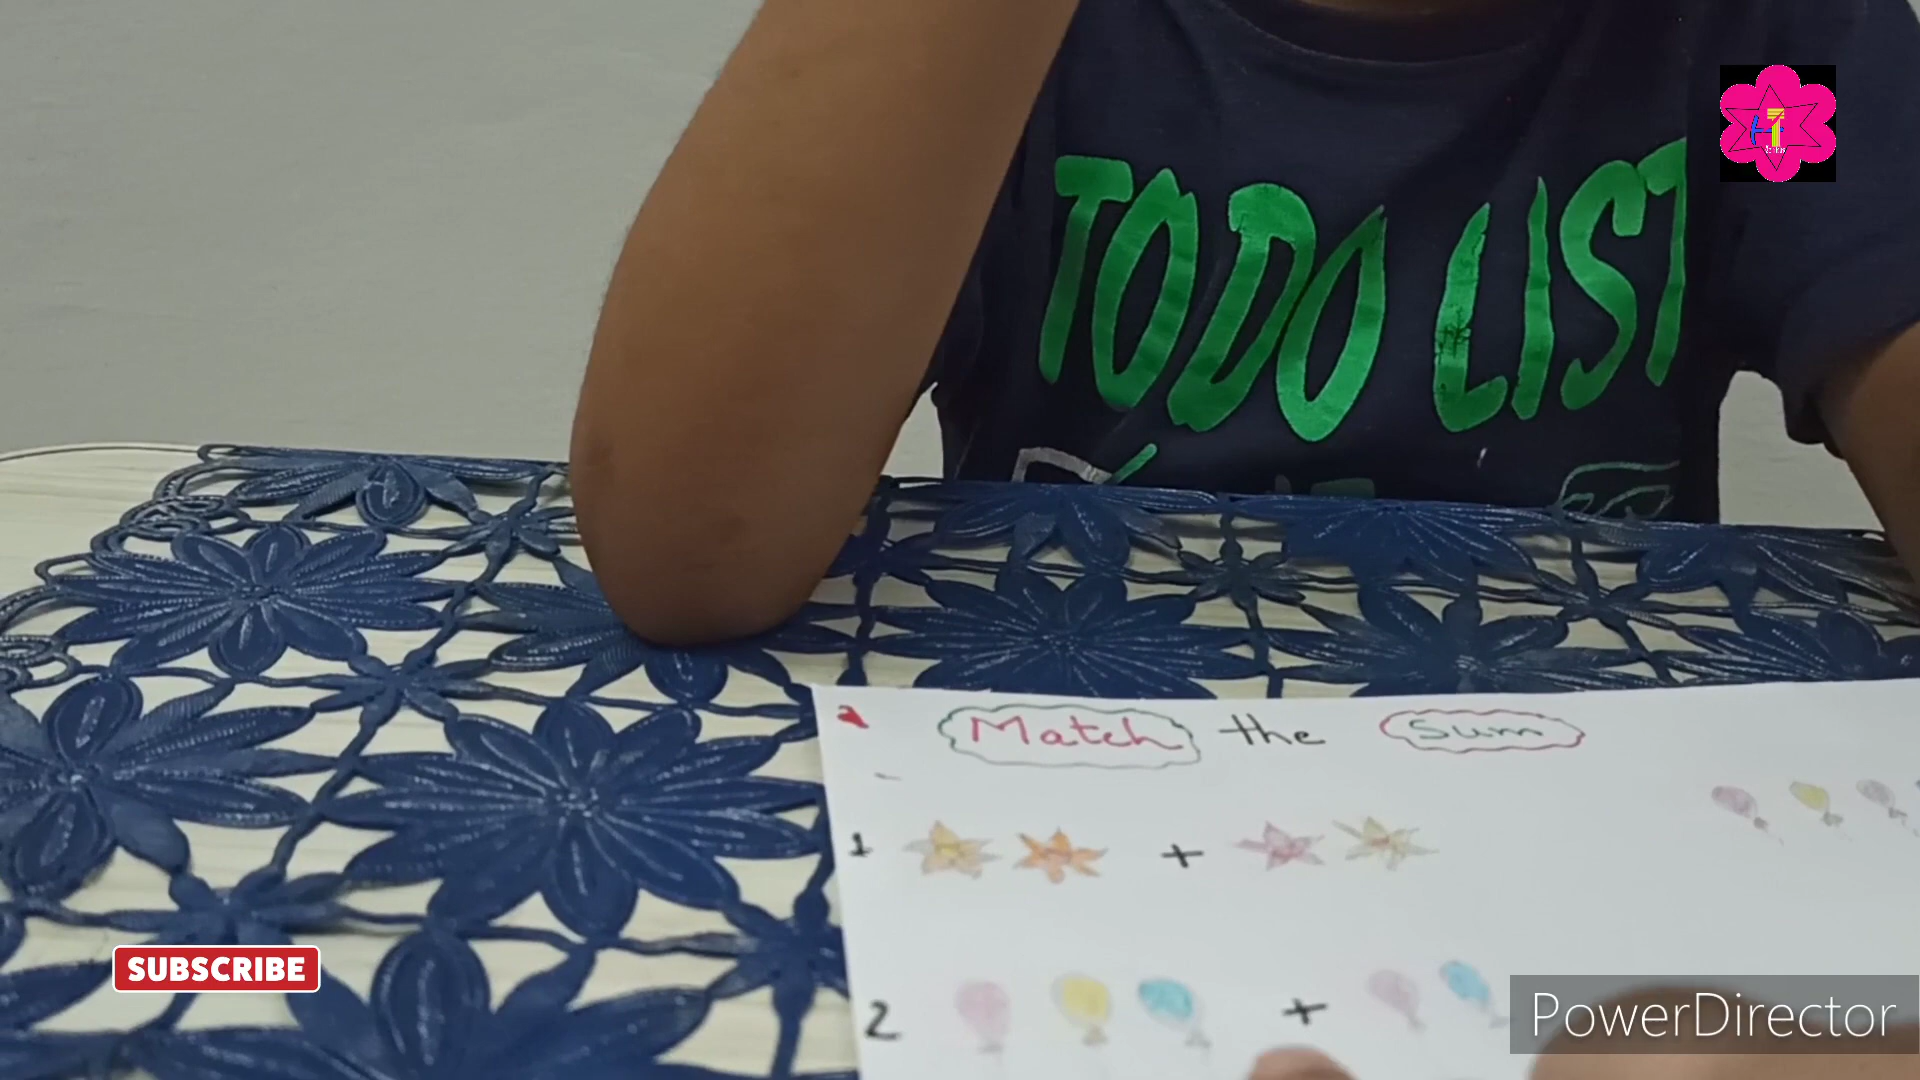 TODO LIST
Match the Sum
1 +
2 +
SUBSCRIBE
PowerDirector